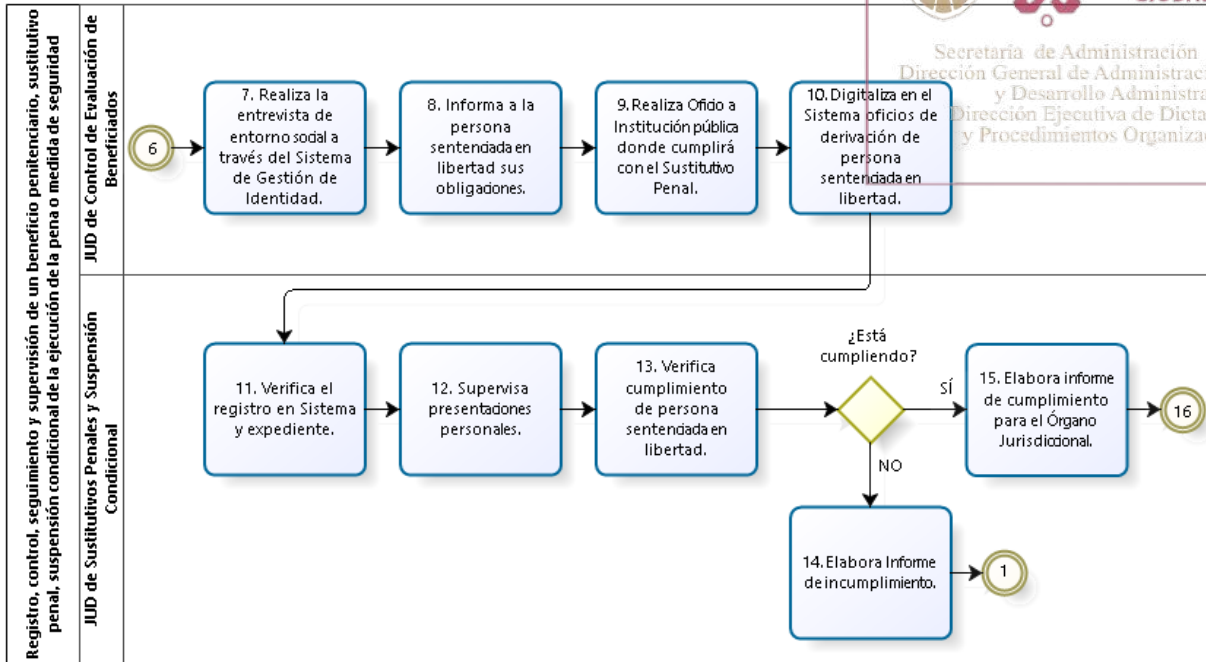 Registro, control, seguimiento y supervisión de un beneficio penitenciario, sustitutivo
penal, suspensión condicional de la ejecución de la pena o medida de seguridad
JUD de Control de Evaluación de
Beneficiados
6
7. Realiza la
entrevista de
entorno social a
través del Sistema
de Gestión de
Identidad.
8. Informa a la
persona
sentenciada en
libertad sus
obligaciones.
9. Realiza Oficio a
Institución pública
donde cumplirá
con el Sustitutivo
Penal.
10. Digitaliza en el
Sistema oficios de
derivación de
persona
sentenciada en
libertad.
Secretaría de Administración
Dirección General de Administraci
y Desarrollo Administra
Dirección Ejecutiva de Dicta
y Procedimientos Organiza
JUD de Sustitutivos Penales y Suspensión
Condicional
11. Verifica el
registro en Sistema
y expediente.
12. Supervisa
presentaciones
personales.
13. Verifica
cumplimiento
de persona
sentenciada en
libertad.
¿Está
cumpliendo?
SÍ
15. Elabora informe
de cumplimiento
para el Órgano
Jurisdiccional.
16
NO
14. Elabora Informe
de incumplimiento.
1